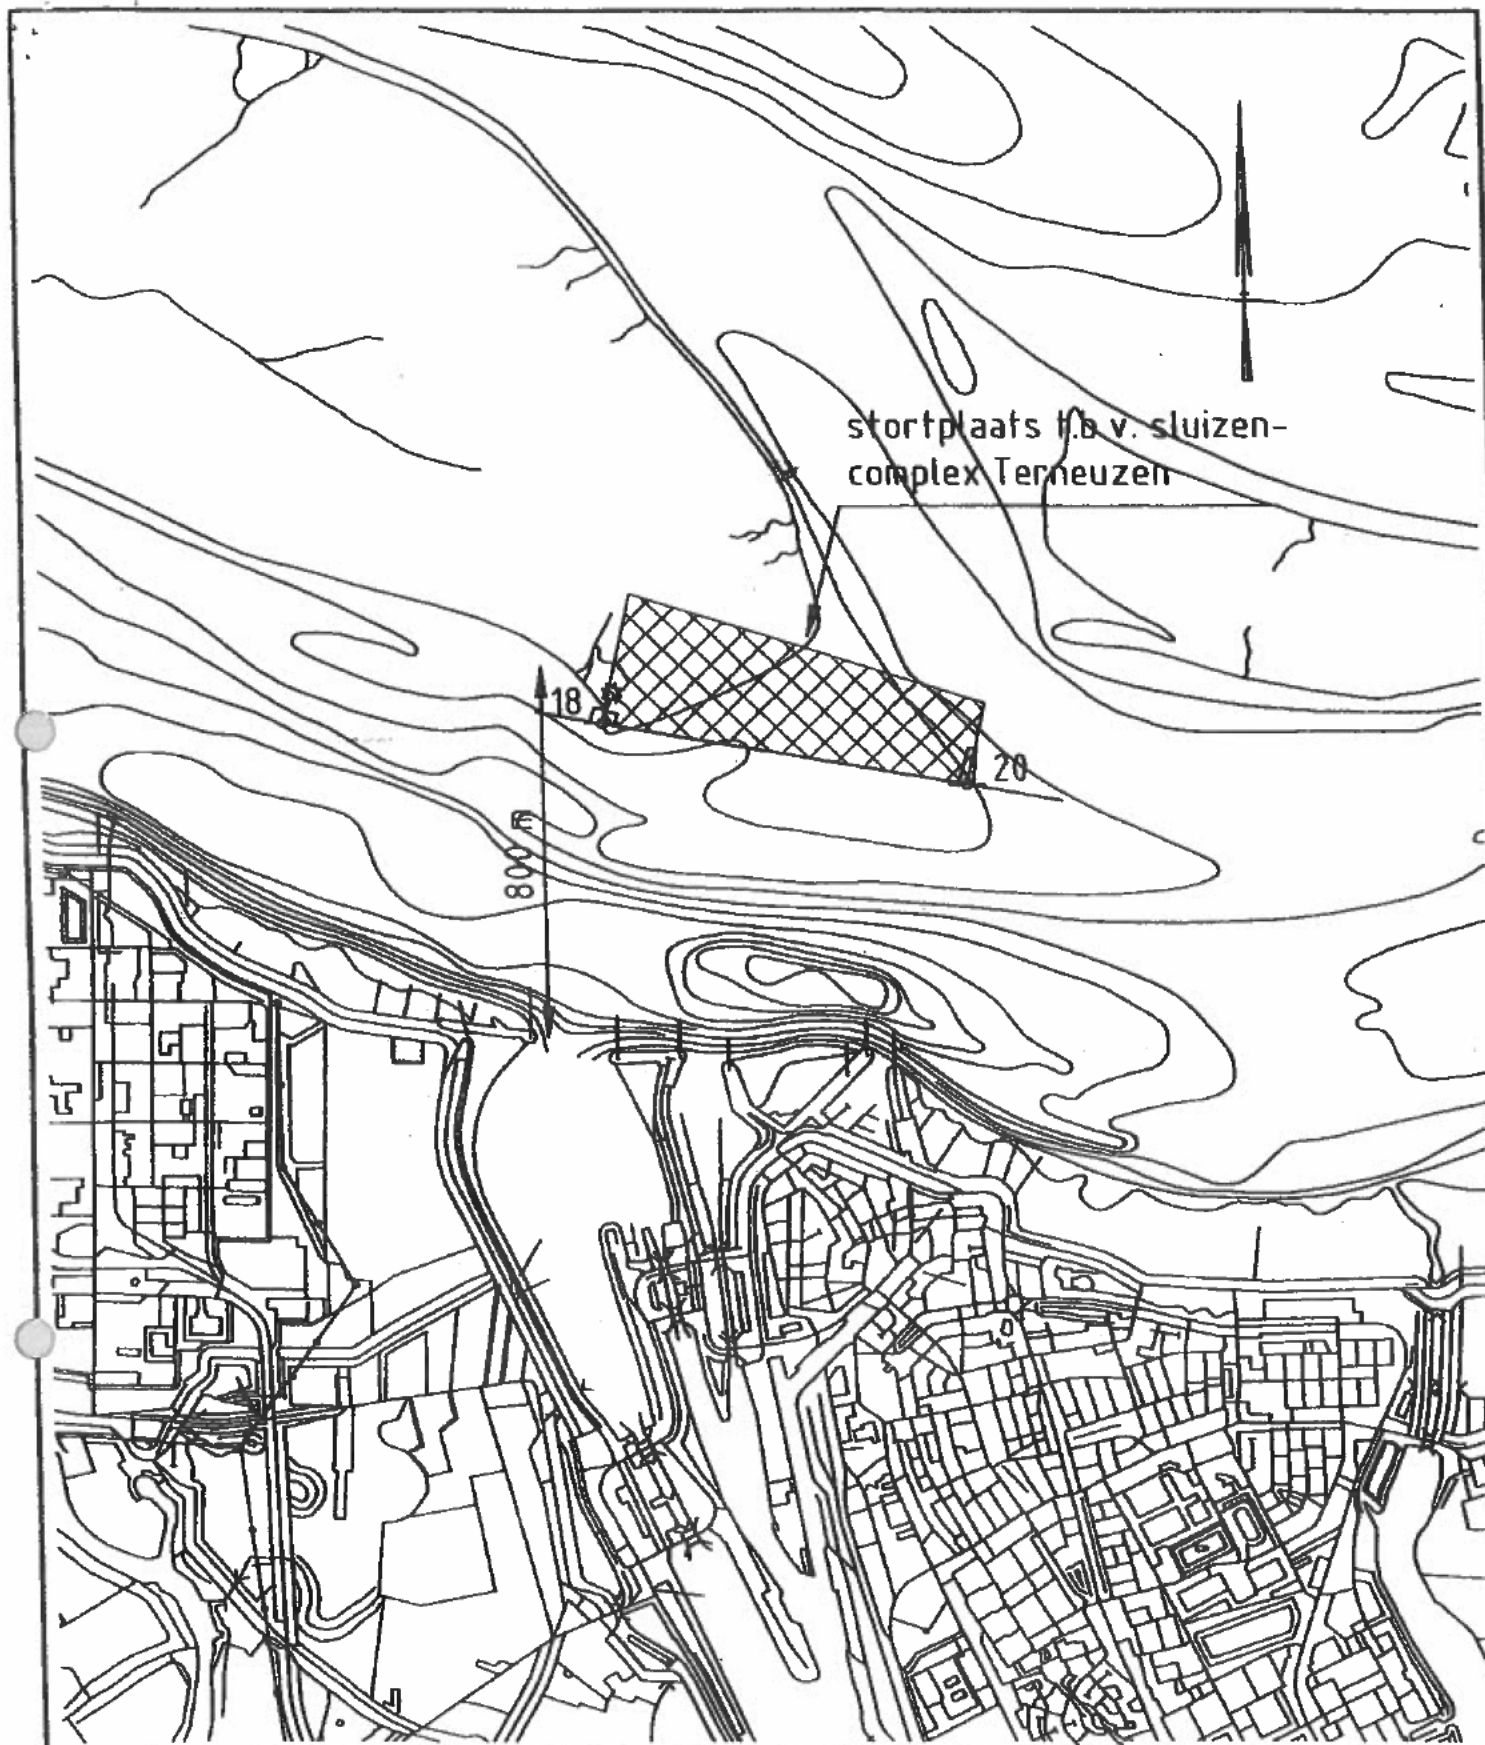 stortplaats t.b.v. sluizen-
complex Terneuzen
18
20
800 m